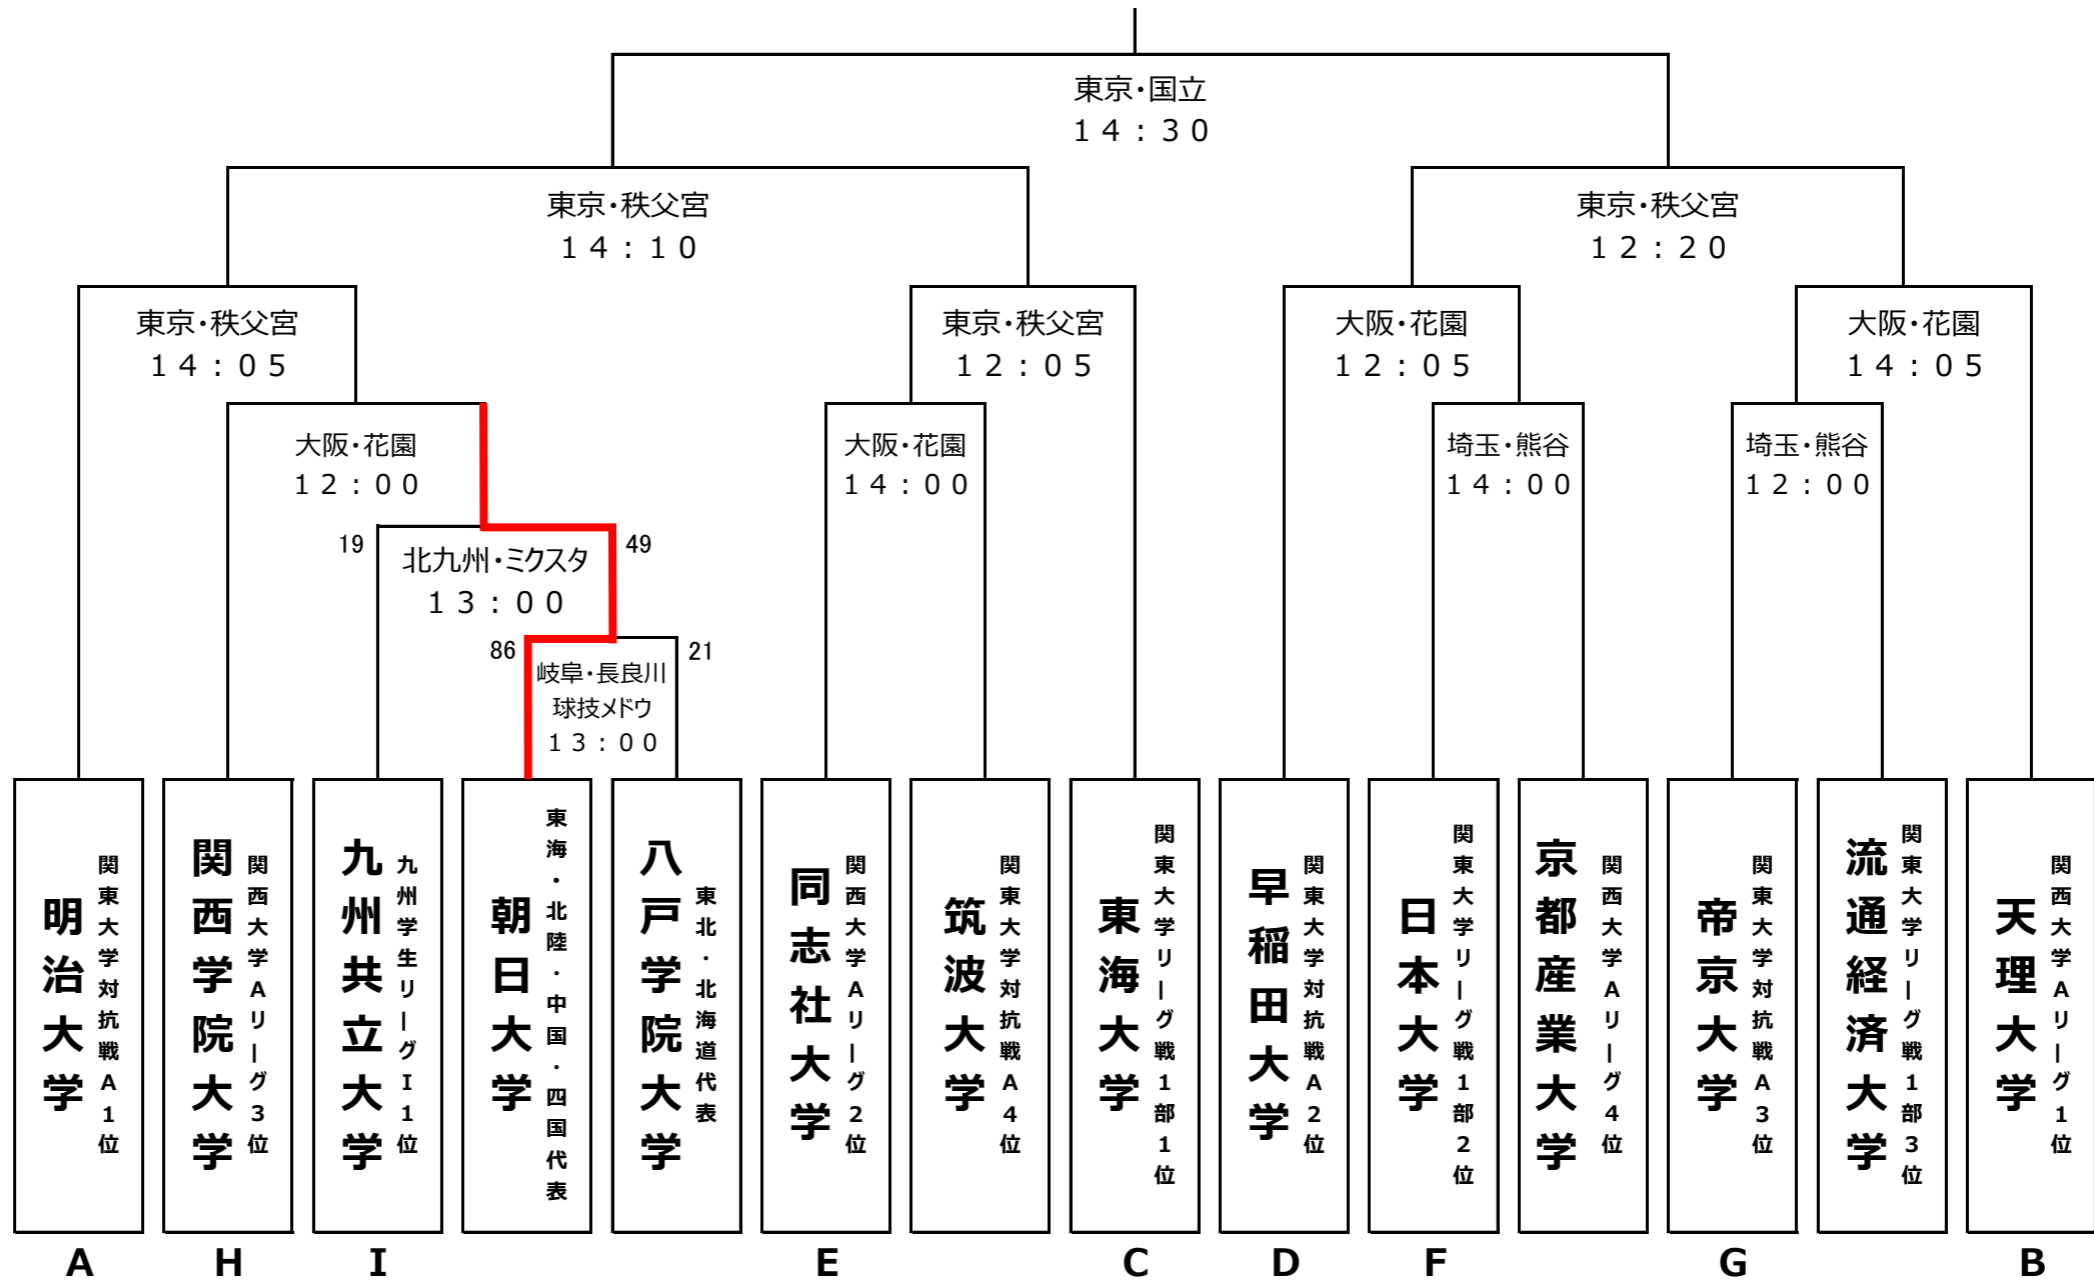 東京・国立
14:30
東京・秩父宮
14:10
東京・秩父宮
12:20
東京・秩父宮
14:05
東京・秩父宮
12:05
大阪・花園
12:05
大阪・花園
14:05
大阪・花園
12:00
大阪・花園
14:00
埼玉・熊谷
14:00
埼玉・熊谷
12:00
19
49
北九州・ミクスタ
13:00
86
21
岐阜・長良川
球技メドウ
13:00
明治大学
関東大学対抗戦A1位
関西学院大学
関西大学Aリーグ3位
九州共立大学
九州学生リーグI1位
朝日大学
東海・北陸・中国・四国代表
八戸学院大学
東北・北海道代表
同志社大学
関西大学Aリーグ2位
筑波大学
関東大学対抗戦A4位
東海大学
関東大学リーグ戦1部1位
早稲田大学
関東大学対抗戦A2位
日本大学
関東大学リーグ戦1部2位
京都産業大学
関西大学Aリーグ4位
帝京大学
関東大学対抗戦A3位
流通経済大学
関東大学リーグ戦1部3位
天理大学
関西大学Aリーグ1位
A
H
I
E
C
D
F
G
B